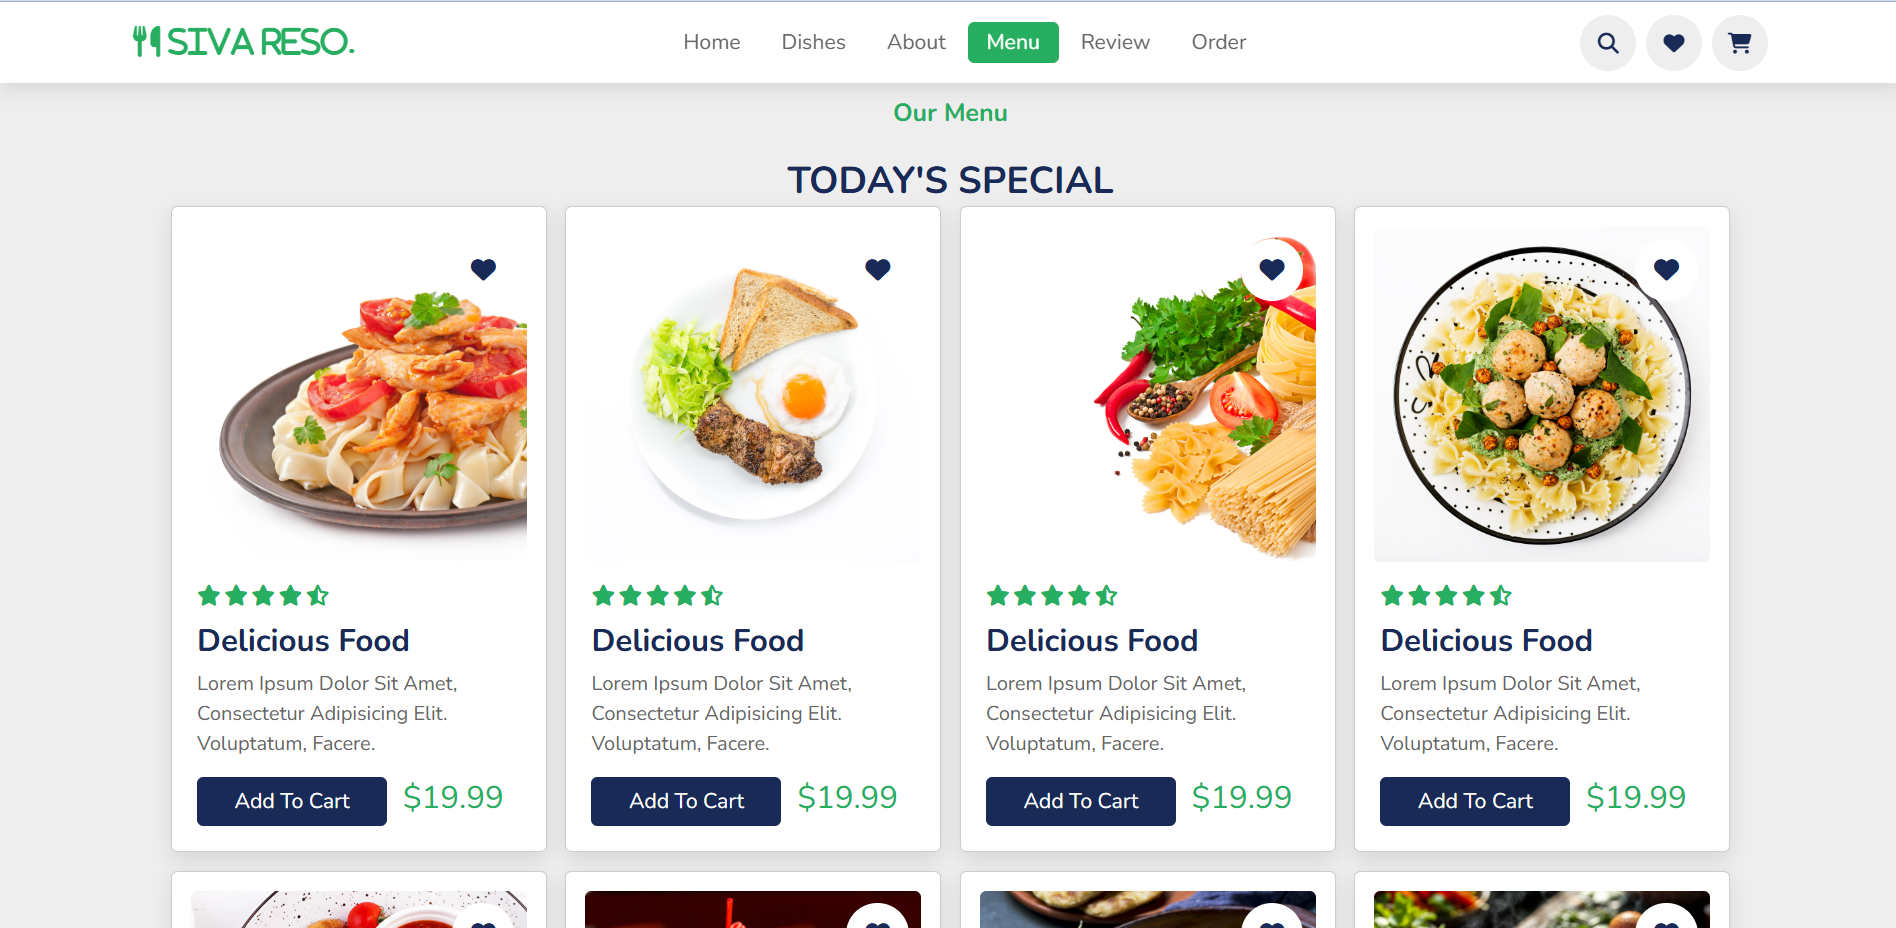 SIVA RESO.
Home Dishes About Menu Review Order
Our Menu
TODAY'S SPECIAL
Delicious Food
Lorem Ipsum Dolor Sit Amet,
Consectetur Adipisicing Elit.
Voluptatum, Facere.
Add To Cart $19.99
Delicious Food
Lorem Ipsum Dolor Sit Amet,
Consectetur Adipisicing Elit.
Voluptatum, Facere.
Add To Cart $19.99
Delicious Food
Lorem Ipsum Dolor Sit Amet,
Consectetur Adipisicing Elit.
Voluptatum, Facere.
Add To Cart $19.99
Delicious Food
Lorem Ipsum Dolor Sit Amet,
Consectetur Adipisicing Elit.
Voluptatum, Facere.
Add To Cart $19.99